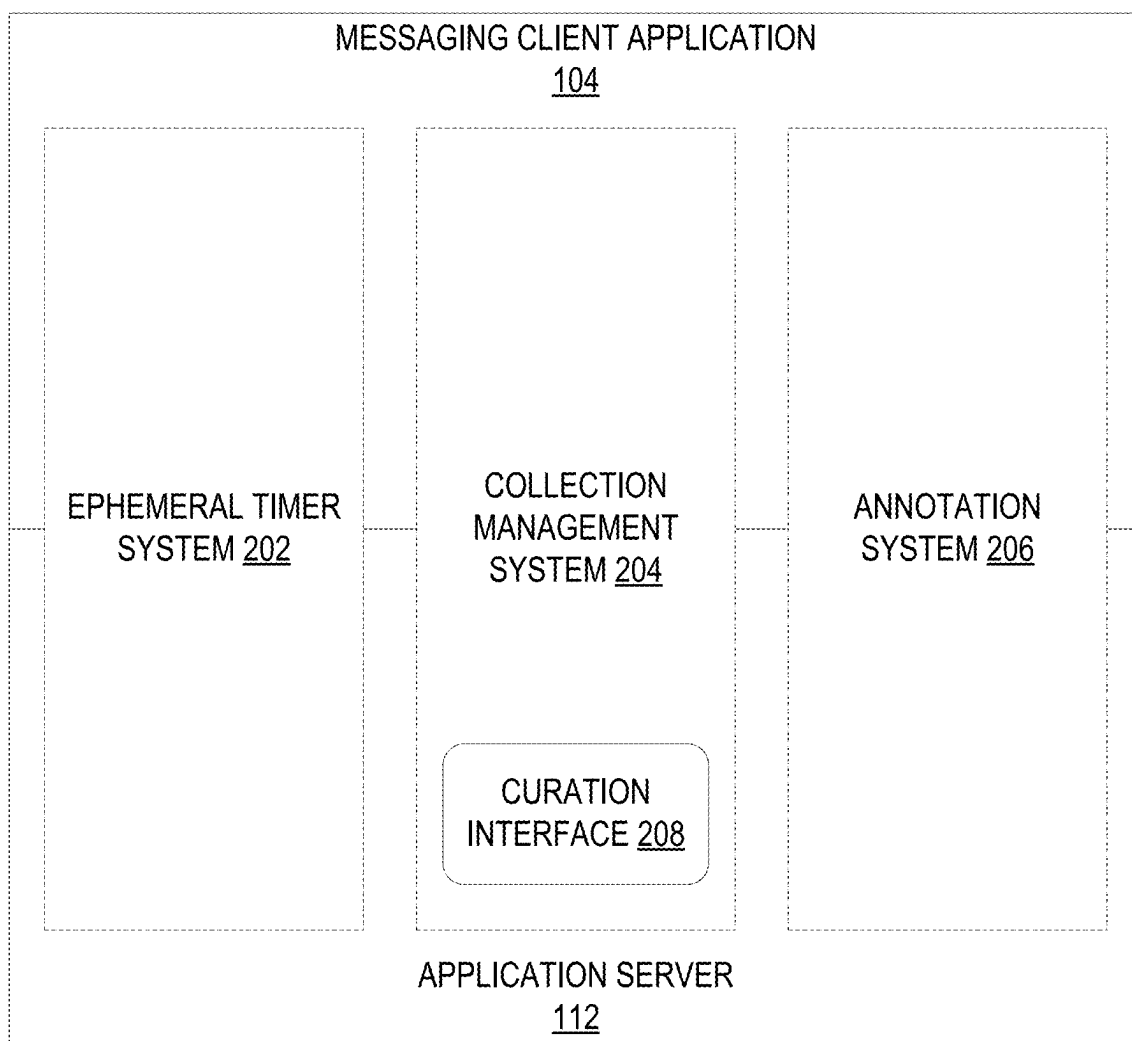 MESSAGING CLIENT APPLICATION
104
EPHEMERAL TIMER
SYSTEM 202
COLLECTION
MANAGEMENT
SYSTEM 204
ANNOTATION
SYSTEM 206
CURATION
INTERFACE 208
APPLICATION SERVER
112